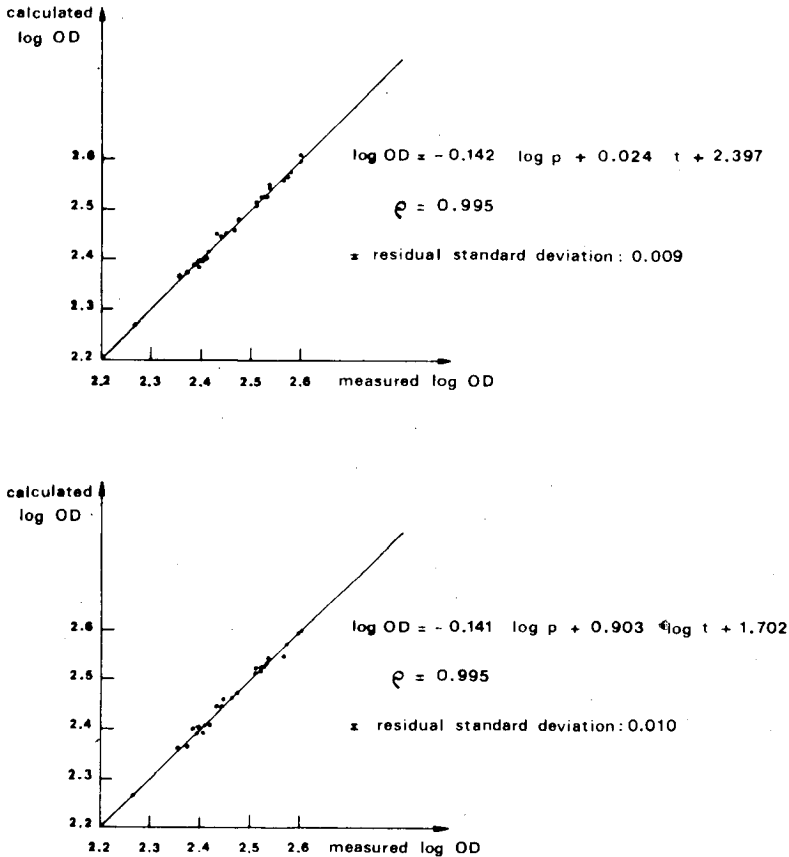 calculated
log OD
2.6
2.5
2.4
2.3
2.2
2.2 2.3 2.4 2.5 2.6 measured log OD
log OD = - 0.142 log p + 0.024 t + 2.397
ρ = 0.995
residual standard deviation : 0.009
calculated
log OD
2.6
2.5
2.4
2.3
2.2
2.2 2.3 2.4 2.5 2.6 measured log OD
log OD = - 0.141 log p + 0.903 log t + 1.702
ρ = 0.995
residual standard deviation : 0.010